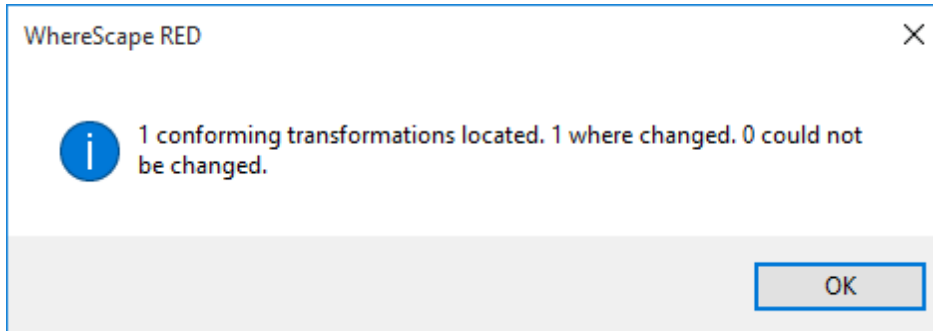 WhereScape RED
1 conforming transformations located. 1 where changed. 0 could not
be changed.
OK